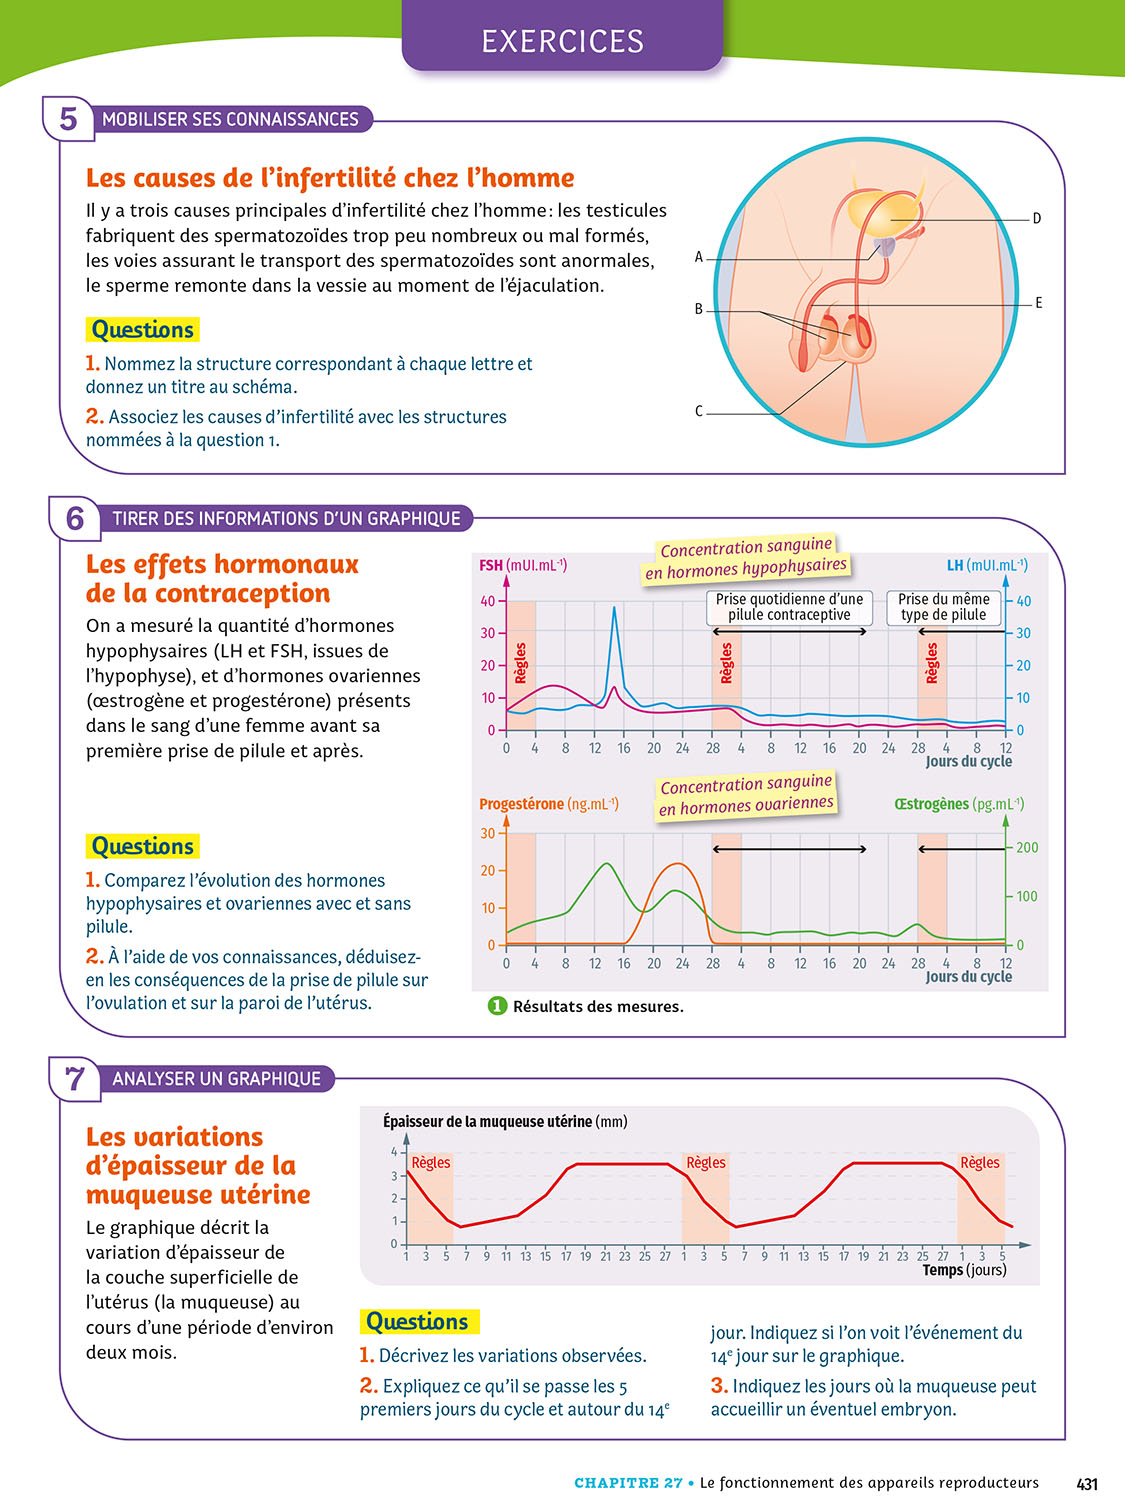 EXERCICES
5 MOBILISER SES CONNAISSANCES
Les causes de l'infertilité chez l'homme
Il y a trois causes principales d'infertilité chez l'homme : les testicules
fabriquent des spermatozoïdes trop peu nombreux ou mal formés,
les voies assurant le transport des spermatozoïdes sont anormales,
le sperme remonte dans la vessie au moment de l'éjaculation.
Questions
1. Nommez la structure correspondant à chaque lettre et
donnez un titre au schéma.
2. Associez les causes d'infertilité avec les structures
nommées à la question 1.
A
B
C
D
E
6 TIRER DES INFORMATIONS D'UN GRAPHIQUE
Les effets hormonaux
de la contraception
On a mesuré la quantité d'hormones
hypophysaires (LH et FSH, issues de
l'hypophyse), et d'hormones ovariennes
(œstrogène et progestérone) présents
dans le sang d'une femme avant sa
première prise de pilule et après.
Questions
1. Comparez l'évolution des hormones
hypophysaires et ovariennes avec et sans
pilule.
2. À l'aide de vos connaissances, déduisez-
en les conséquences de la prise de pilule sur
l'ovulation et sur la paroi de l'utérus.
Concentration sanguine
en hormones hypophysaires
FSH (mUI.mL⁻¹)
LH (mUI.mL⁻¹)
Prise quotidienne d'une
pilule contraceptive
Prise du même
type de pilule
40
30
20
10
0
Règles
Règles
Règles
40
30
20
10
0
0 4 8 12 16 20 24 28 4 8 12 16 20 24 28 4 8 12
Jours du cycle
Concentration sanguine
en hormones ovariennes
Progestérone (ng.mL⁻¹)
Œstrogènes (pg.mL⁻¹)
30
20
10
0
200
100
0
0 4 8 12 16 20 24 28 4 8 12 16 20 24 28 4 8 12
Jours du cycle
1 Résultats des mesures.
7 ANALYSER UN GRAPHIQUE
Les variations
d'épaisseur de la
muqueuse utérine
Le graphique décrit la
variation d'épaisseur de
la couche superficielle de
l'utérus (la muqueuse) au
cours d'une période d'environ
deux mois.
Épaisseur de la muqueuse utérine (mm)
4
3
2
1
0
Règles
Règles
Règles
1 3 5 7 9 11 13 15 17 19 21 23 25 27 1 3 5 7 9 11 13 15 17 19 21 23 25 27 1 3 5
Temps (jours)
Questions
1. Décrivez les variations observées.
2. Expliquez ce qu'il se passe les 5
premiers jours du cycle et autour du 14e
jour. Indiquez si l'on voit l'événement du
14e jour sur le graphique.
3. Indiquez les jours où la muqueuse peut
accueillir un éventuel embryon.
CHAPITRE 27 • Le fonctionnement des appareils reproducteurs 431